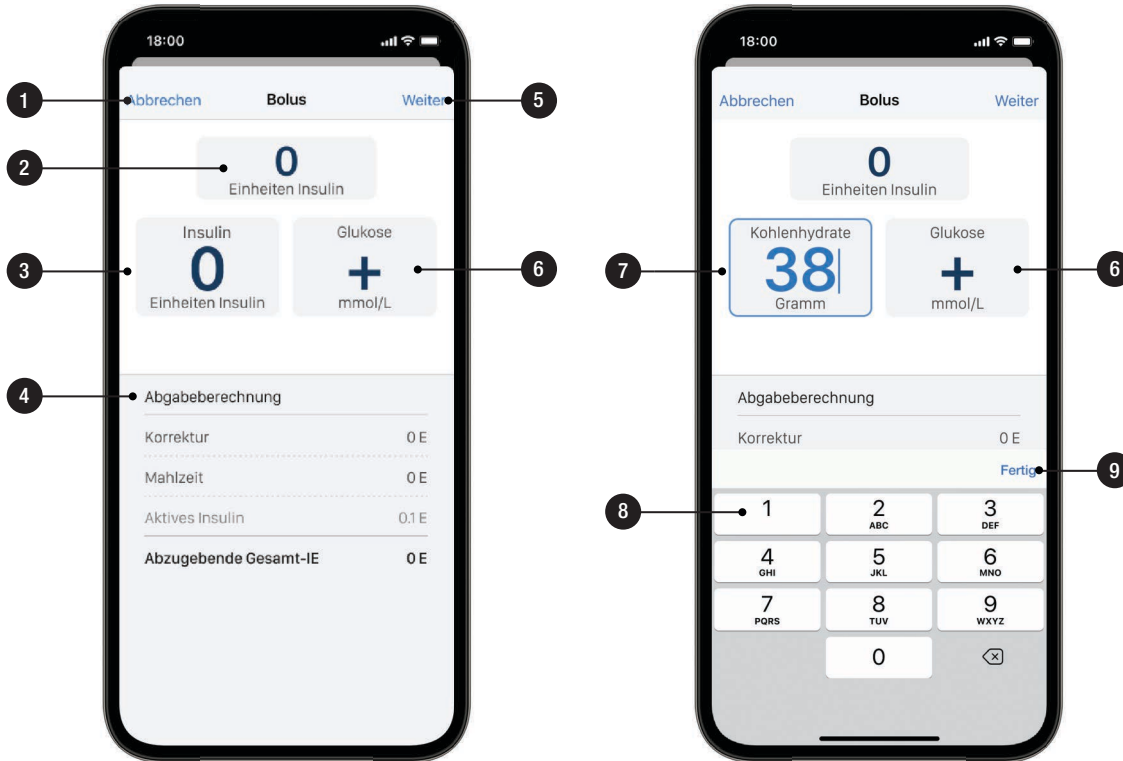 18:00
Abbrechen Bolus Weiter
1
5
0
Einheiten Insulin
2
Insulin
0
Einheiten Insulin
3
Glukose
+
mmol/L
6
4
Abgabeberechnung
Korrektur 0 E
Mahlzeit 0 E
Aktives Insulin 0.1 E
Abzugebende Gesamt-IE 0 E
18:00
Abbrechen Bolus Weiter
0
Einheiten Insulin
7
Kohlenhydrate
38
Gramm
Glukose
+
mmol/L
6
Abgabeberechnung
Korrektur 0 E
Fertig
9
8
1 2 3
ABC DEF
4 5 6
GHI JKL MNO
7 8 9
PQRS TUV WXYZ
0